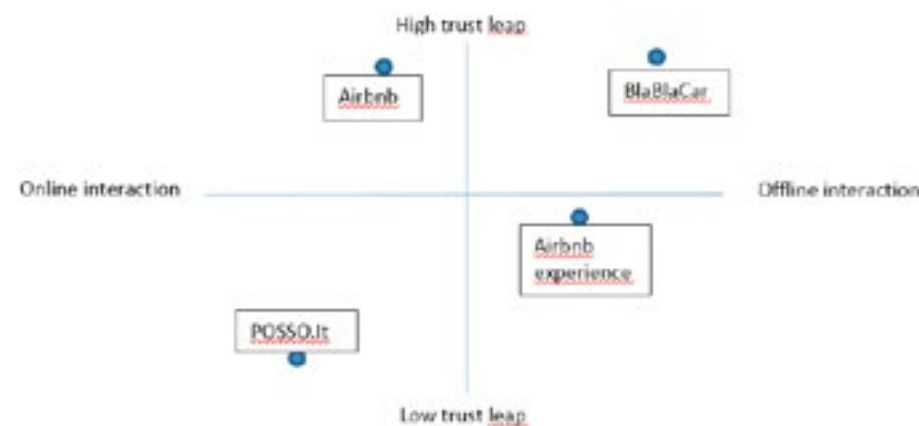 High trust leap
Airbnb
BlaBlaCar
Online interaction
Offline interaction
Airbnb
experience
POSSO.It
Low trust leap